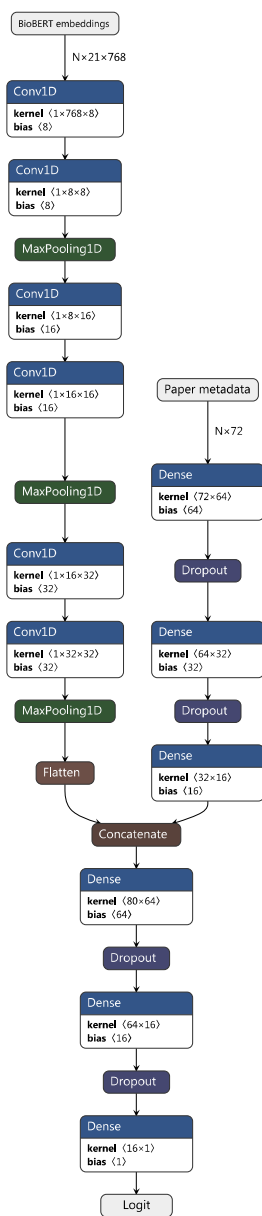 BioBERT embeddings
N×21×768
Conv1D
kernel ⟨1×768×8⟩
bias ⟨8⟩
Conv1D
kernel ⟨1×8×8⟩
bias ⟨8⟩
MaxPooling1D
Conv1D
kernel ⟨1×8×16⟩
bias ⟨16⟩
Conv1D
kernel ⟨1×16×16⟩
bias ⟨16⟩
MaxPooling1D
Conv1D
kernel ⟨1×16×32⟩
bias ⟨32⟩
Conv1D
kernel ⟨1×32×32⟩
bias ⟨32⟩
MaxPooling1D
Flatten
Paper metadata
N×72
Dense
kernel ⟨72×64⟩
bias ⟨64⟩
Dropout
Dense
kernel ⟨64×32⟩
bias ⟨32⟩
Dropout
Dense
kernel ⟨32×16⟩
bias ⟨16⟩
Concatenate
Dense
kernel ⟨80×64⟩
bias ⟨64⟩
Dropout
Dense
kernel ⟨64×16⟩
bias ⟨16⟩
Dropout
Dense
kernel ⟨16×1⟩
bias ⟨1⟩
Logit